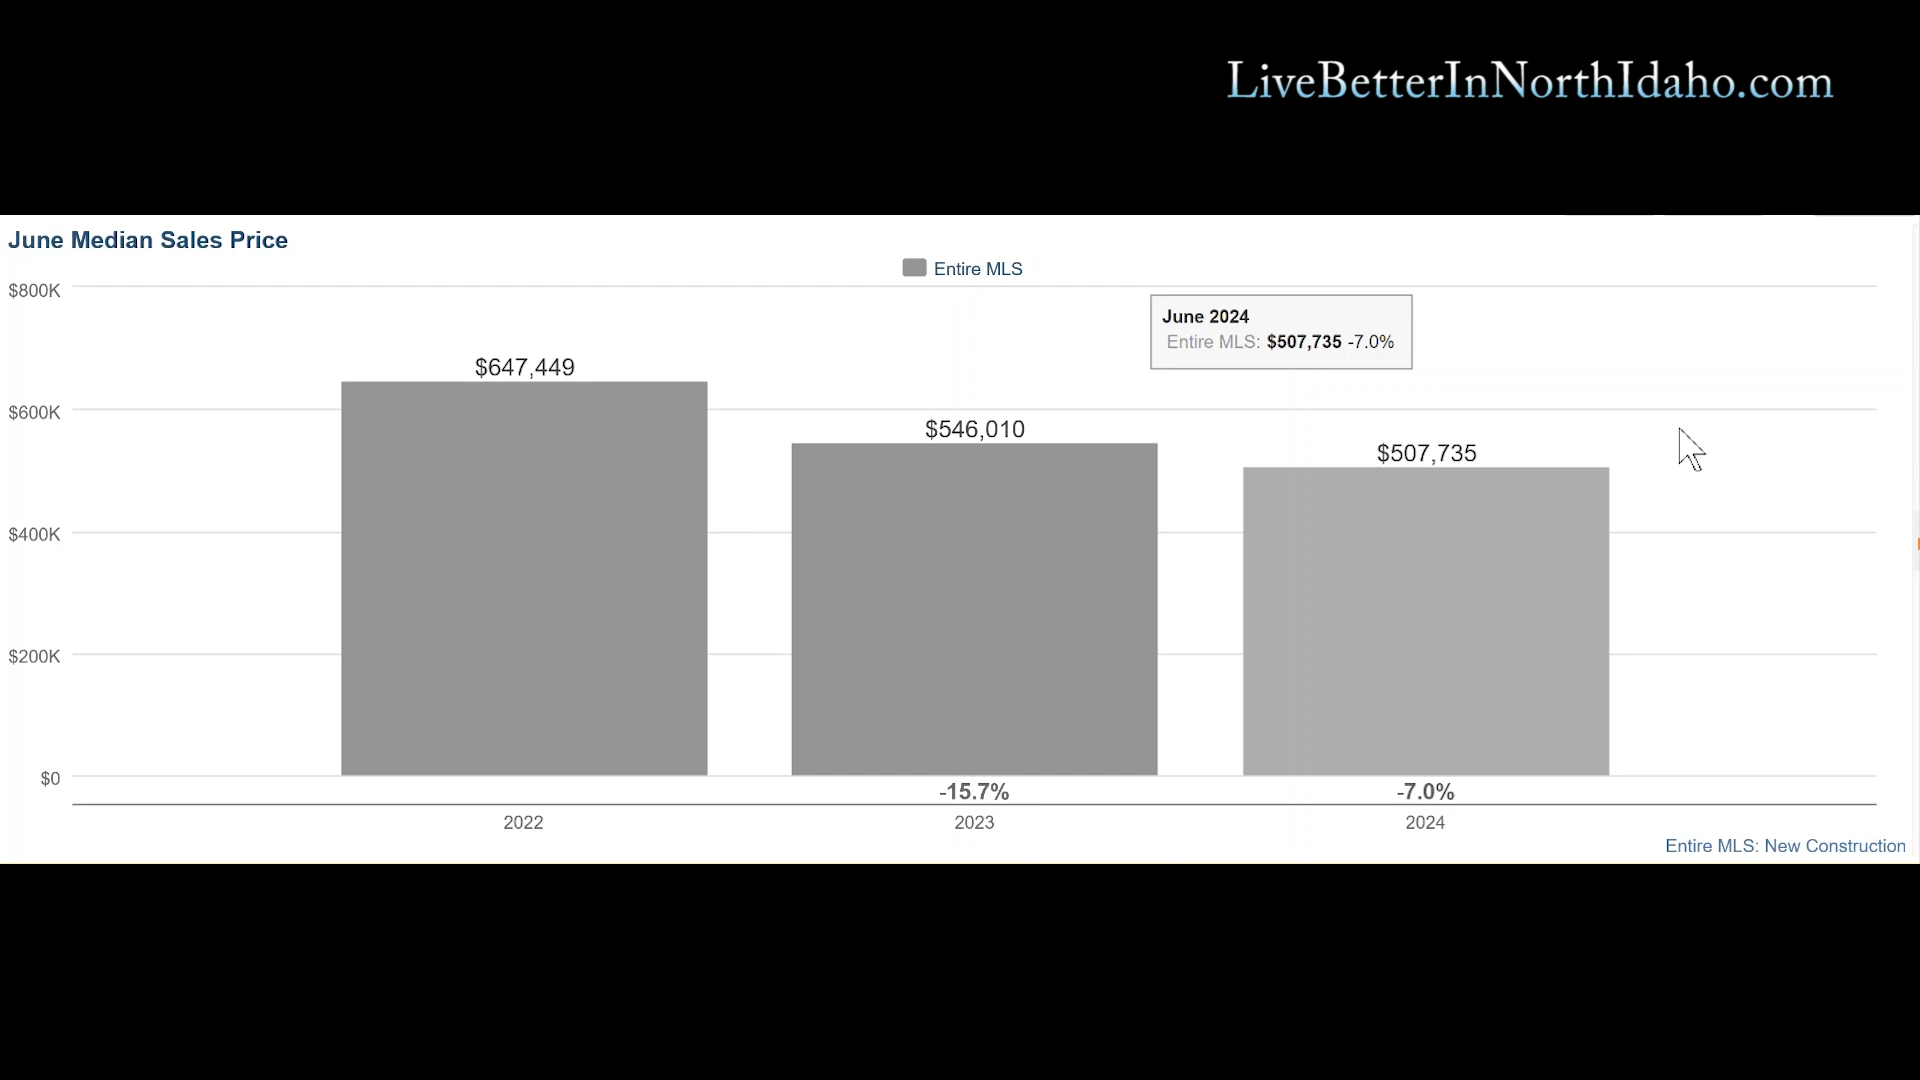 LiveBetterInNorthIdaho.com
June Median Sales Price
Entire MLS
$800K
June 2024
Entire MLS: $507,735 -7.0%
$647,449
$600K
$546,010
$507,735
$400K
$200K
$0
-15.7%
-7.0%
2022
2023
2024
Entire MLS: New Construction